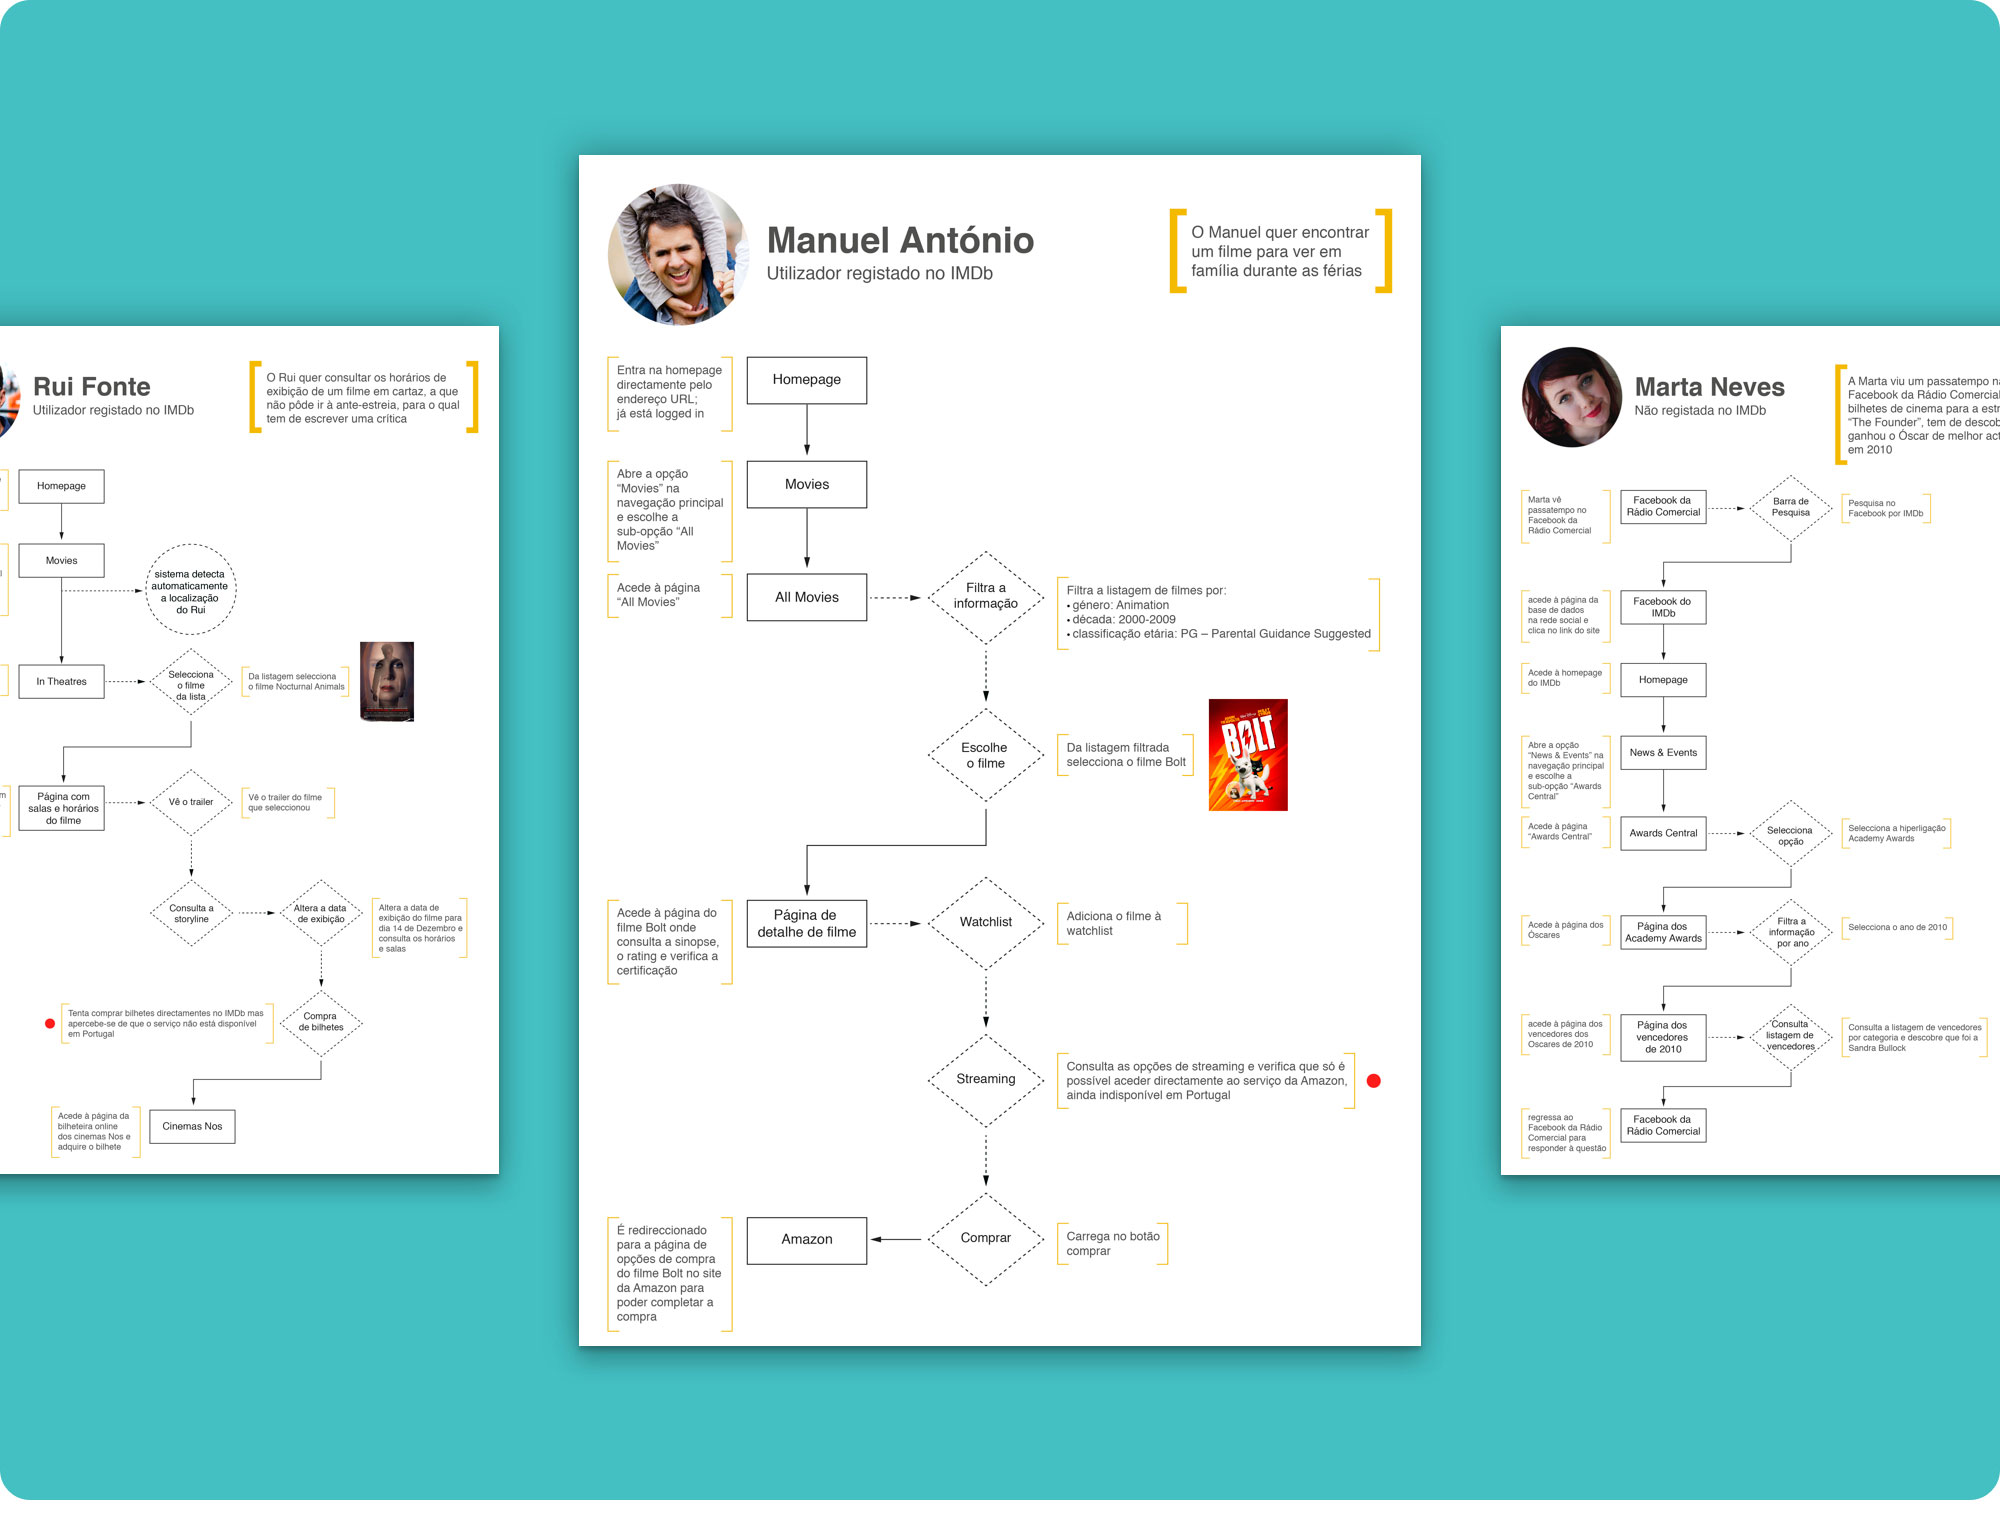 Rui Fonte
Utilizador registado no IMDb
O Rui quer consultar os horários de
exibição de um filme em cartaz, a que
não pôde ir à ante-estreia, para o qual
tem de escrever uma crítica
Homepage
Movies
sistema detecta
automaticamente
a localização
do Rui
In Theatres
Selecciona
o filme
da lista
Da listagem selecciona
o filme Nocturnal Animals
Página com
salas e horários
do filme
Vê o trailer
Vê o trailer do filme
que seleccionou
Consulta a
storyline
Altera a data
de exibição
Altera a data de
exibição do filme para
dia 14 de Dezembro e
consulta os horários
e salas
Tenta comprar bilhetes directamentes no IMDb mas
apercebe-se de que o serviço não está disponível
em Portugal
Compra
de bilhetes
Acede à página da
bilheteira online
dos cinemas Nos e
adquire o bilhete
Cinemas Nos
Manuel António
Utilizador registado no IMDb
O Manuel quer encontrar
um filme para ver em
família durante as férias
Entra na homepage
directamente pelo
endereço URL;
já está logged in
Homepage
Abre a opção
“Movies” na
navegação principal
e escolhe a
sub-opção “All
Movies”
Movies
Acede à página
“All Movies”
All Movies
Filtra a
informação
Filtra a listagem de filmes por:
• género: Animation
• década: 2000-2009
• classificação etária: PG – Parental Guidance Suggested
Escolhe
o filme
Da listagem filtrada
selecciona o filme Bolt
BOLT
Acede à página do
filme Bolt onde
consulta a sinopse,
o rating e verifica a
certificação
Página de
detalhe de filme
Watchlist
Adiciona o filme à
watchlist
Streaming
Consulta as opções de streaming e verifica que só é
possível aceder directamente ao serviço da Amazon,
ainda indisponível em Portugal
É redireccionado
para a página de
opções de compra
do filme Bolt no site
da Amazon para
poder completar a
compra
Amazon
Comprar
Carrega no botão
comprar
Marta Neves
Não registada no IMDb
A Marta viu um passatempo
Facebook da Rádio Comercial
bilhetes de cinema para a
“The Founder”, tem de
ganhou o Óscar de melhor
em 2010
Marta vê
passatempo no
Facebook da
Rádio Comercial
Facebook da
Rádio Comercial
Barra de
Pesquisa
Pesquisa no
Facebook por IMDb
acede à página da
base de dados
na rede social e
clica no link do site
Facebook do
IMDb
Acede à homepage
do IMDb
Homepage
Abre a opção
“News & Events” na
navegação principal
e escolhe a
sub-opção “Awards
Central”
News & Events
Acede à página
“Awards Central”
Awards Central
Selecciona
opção
Selecciona a hiperligação
Academy Awards
Acede à página dos
Óscares
Página dos
Academy Awards
Filtra a
informação
por ano
Selecciona o ano de 2010
acede à página dos
vencedores dos
Oscares de 2010
Página dos
vencedores
de 2010
Consulta
listagem de
vencedores
Consulta a listagem de vencedores
por categoria e descobre que foi a
Sandra Bullock
regressa ao
Facebook da Rádio
Comercial para
responder à questão
Facebook da
Rádio Comercial